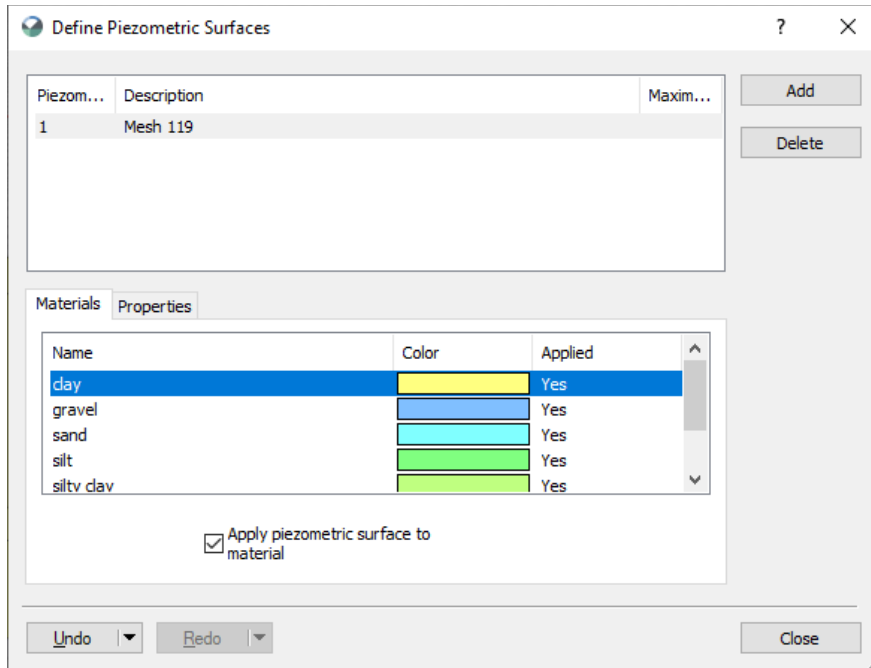 Define Piezometric Surfaces
?
Piezom... Description Maxim...
1 Mesh 119
Add
Delete
Materials Properties
Name Color Applied
clay Yes
gravel Yes
sand Yes
silt Yes
silty clay Yes
Apply piezometric surface to
material
Undo Redo Close